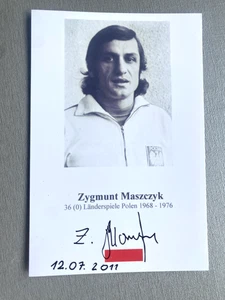 Zygmunt Maszczyk
36 (0) Länderspiele Polen 1968 - 1976
Z.
12.07.2011